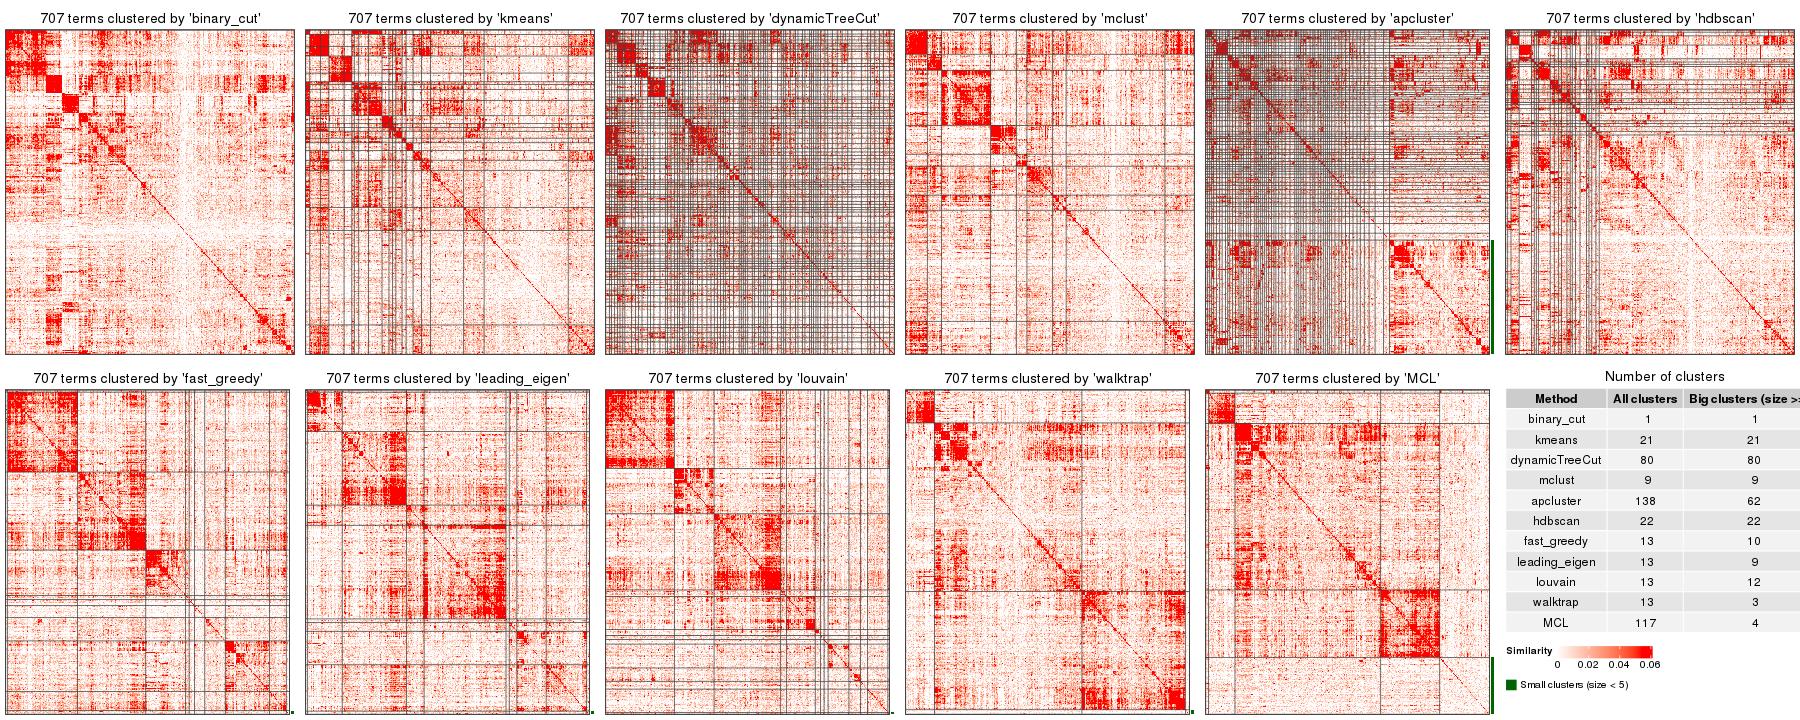 707 terms clustered by 'binary_cut'
707 terms clustered by 'kmeans'
707 terms clustered by 'dynamicTreeCut'
707 terms clustered by 'mclust'
707 terms clustered by 'apcluster'
707 terms clustered by 'hdbscan'
707 terms clustered by 'fast_greedy'
707 terms clustered by 'leading_eigen'
707 terms clustered by 'louvain'
707 terms clustered by 'walktrap'
707 terms clustered by 'MCL'
Number of clusters
Method All clusters Big clusters (size >
binary_cut 1 1
kmeans 21 21
dynamicTreeCut 80 80
mclust 9 9
apcluster 138 62
hdbscan 22 22
fast_greedy 13 10
leading_eigen 13 9
louvain 13 12
walktrap 13 3
MCL 117 4
Similarity
0 0.02 0.04 0.06
Small clusters (size < 5)